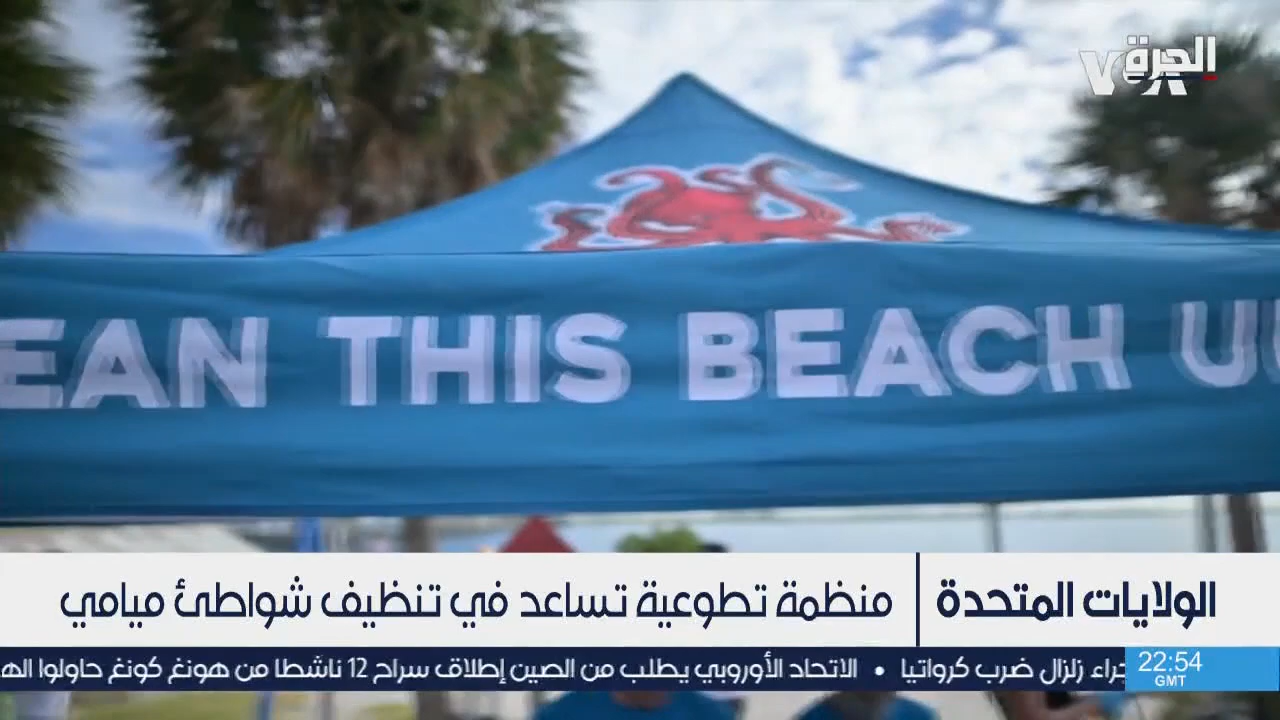 الحرة
VOA
THIS BEACH
الولايات المتحدة
منظمة تطوعية تساعد في تنظيف شواطئ ميامي
زلزال ضرب كرواتيا • الاتحاد الأوروبي يطلب من الصين إطلاق سراح 12 ناشطا من هونغ كونغ حاولوا
22:54
GMT